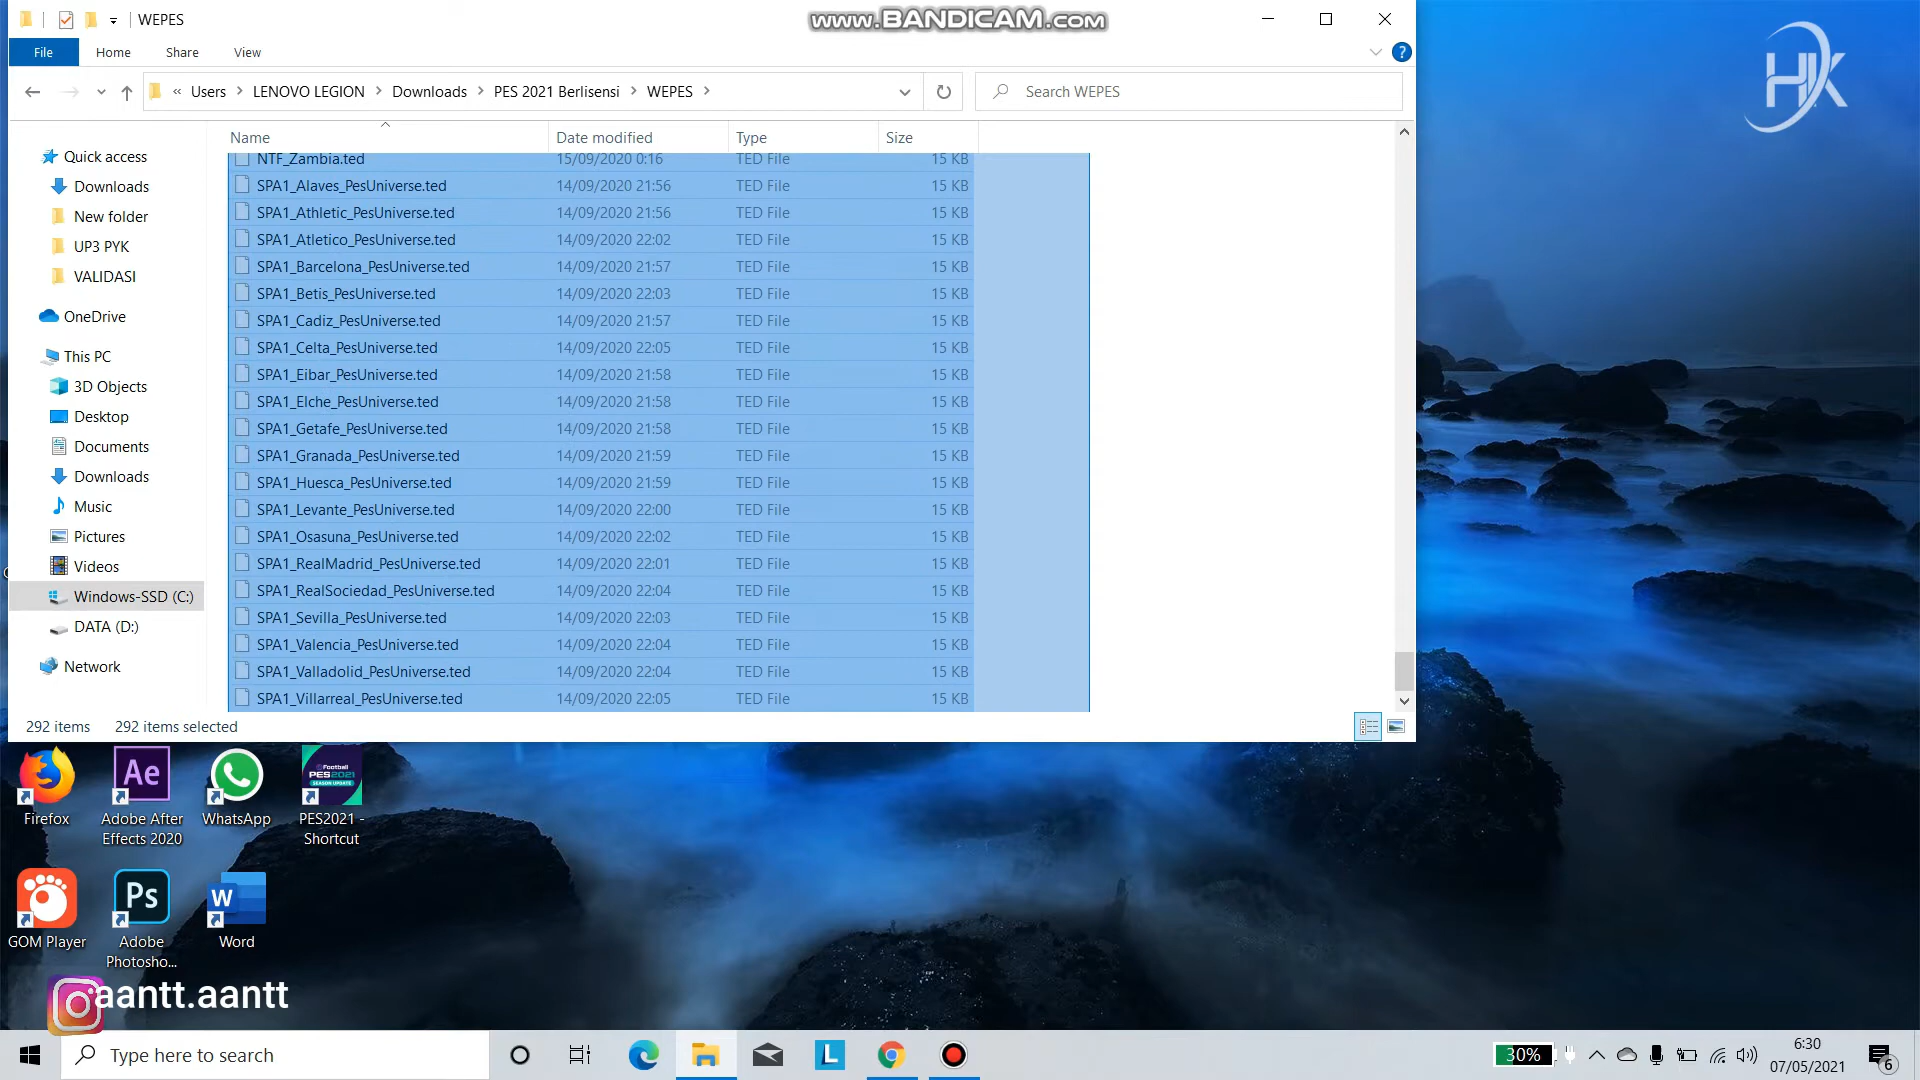 WEPES
www.BANDICAM.com
File Home Share View
« Users > LENOVO LEGION > Downloads > PES 2021 Berlisensi > WEPES >
Search WEPES
HK
Name Date modified Type Size
Quick access
Downloads
New folder
UP3 PYK
VALIDASI
OneDrive
This PC
3D Objects
Desktop
Documents
Downloads
Music
Pictures
Videos
Windows-SSD (C:)
DATA (D:)
Network
NTF_Zambia.ted 15/09/2020 0:16 TED File 15 KB
SPA1_Alaves_PesUniverse.ted 14/09/2020 21:56 TED File 15 KB
SPA1_Athletic_PesUniverse.ted 14/09/2020 21:56 TED File 15 KB
SPA1_Atletico_PesUniverse.ted 14/09/2020 22:02 TED File 15 KB
SPA1_Barcelona_PesUniverse.ted 14/09/2020 21:57 TED File 15 KB
SPA1_Betis_PesUniverse.ted 14/09/2020 22:03 TED File 15 KB
SPA1_Cadiz_PesUniverse.ted 14/09/2020 21:57 TED File 15 KB
SPA1_Celta_PesUniverse.ted 14/09/2020 22:05 TED File 15 KB
SPA1_Eibar_PesUniverse.ted 14/09/2020 21:58 TED File 15 KB
SPA1_Elche_PesUniverse.ted 14/09/2020 21:58 TED File 15 KB
SPA1_Getafe_PesUniverse.ted 14/09/2020 21:58 TED File 15 KB
SPA1_Granada_PesUniverse.ted 14/09/2020 21:59 TED File 15 KB
SPA1_Huesca_PesUniverse.ted 14/09/2020 21:59 TED File 15 KB
SPA1_Levante_PesUniverse.ted 14/09/2020 22:00 TED File 15 KB
SPA1_Osasuna_PesUniverse.ted 14/09/2020 22:02 TED File 15 KB
SPA1_RealMadrid_PesUniverse.ted 14/09/2020 22:01 TED File 15 KB
SPA1_RealSociedad_PesUniverse.ted 14/09/2020 22:04 TED File 15 KB
SPA1_Sevilla_PesUniverse.ted 14/09/2020 22:03 TED File 15 KB
SPA1_Valencia_PesUniverse.ted 14/09/2020 22:04 TED File 15 KB
SPA1_Valladolid_PesUniverse.ted 14/09/2020 22:04 TED File 15 KB
SPA1_Villarreal_PesUniverse.ted 14/09/2020 22:05 TED File 15 KB
292 items 292 items selected
Ae
Football
PES2021
SEASON UPDATE
Firefox
Adobe After
Effects 2020
WhatsApp
PES2021 -
Shortcut
Ps
W
GOM Player
Adobe
Photosho...
Word
aantt.aantt
Type here to search
L
30%
6:30
07/05/2021
6